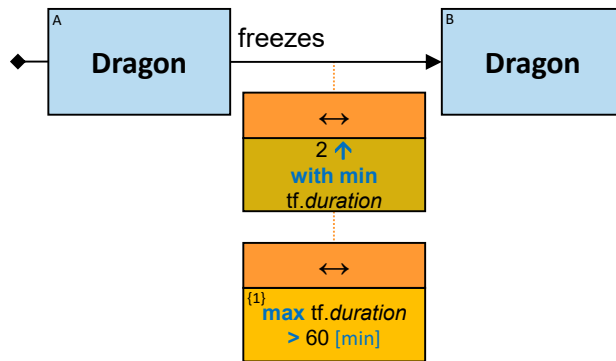 A
Dragon
freezes
B
Dragon
↔
2 ↑
with min
tf.duration
↔
{1}
max tf.duration
> 60 [min]